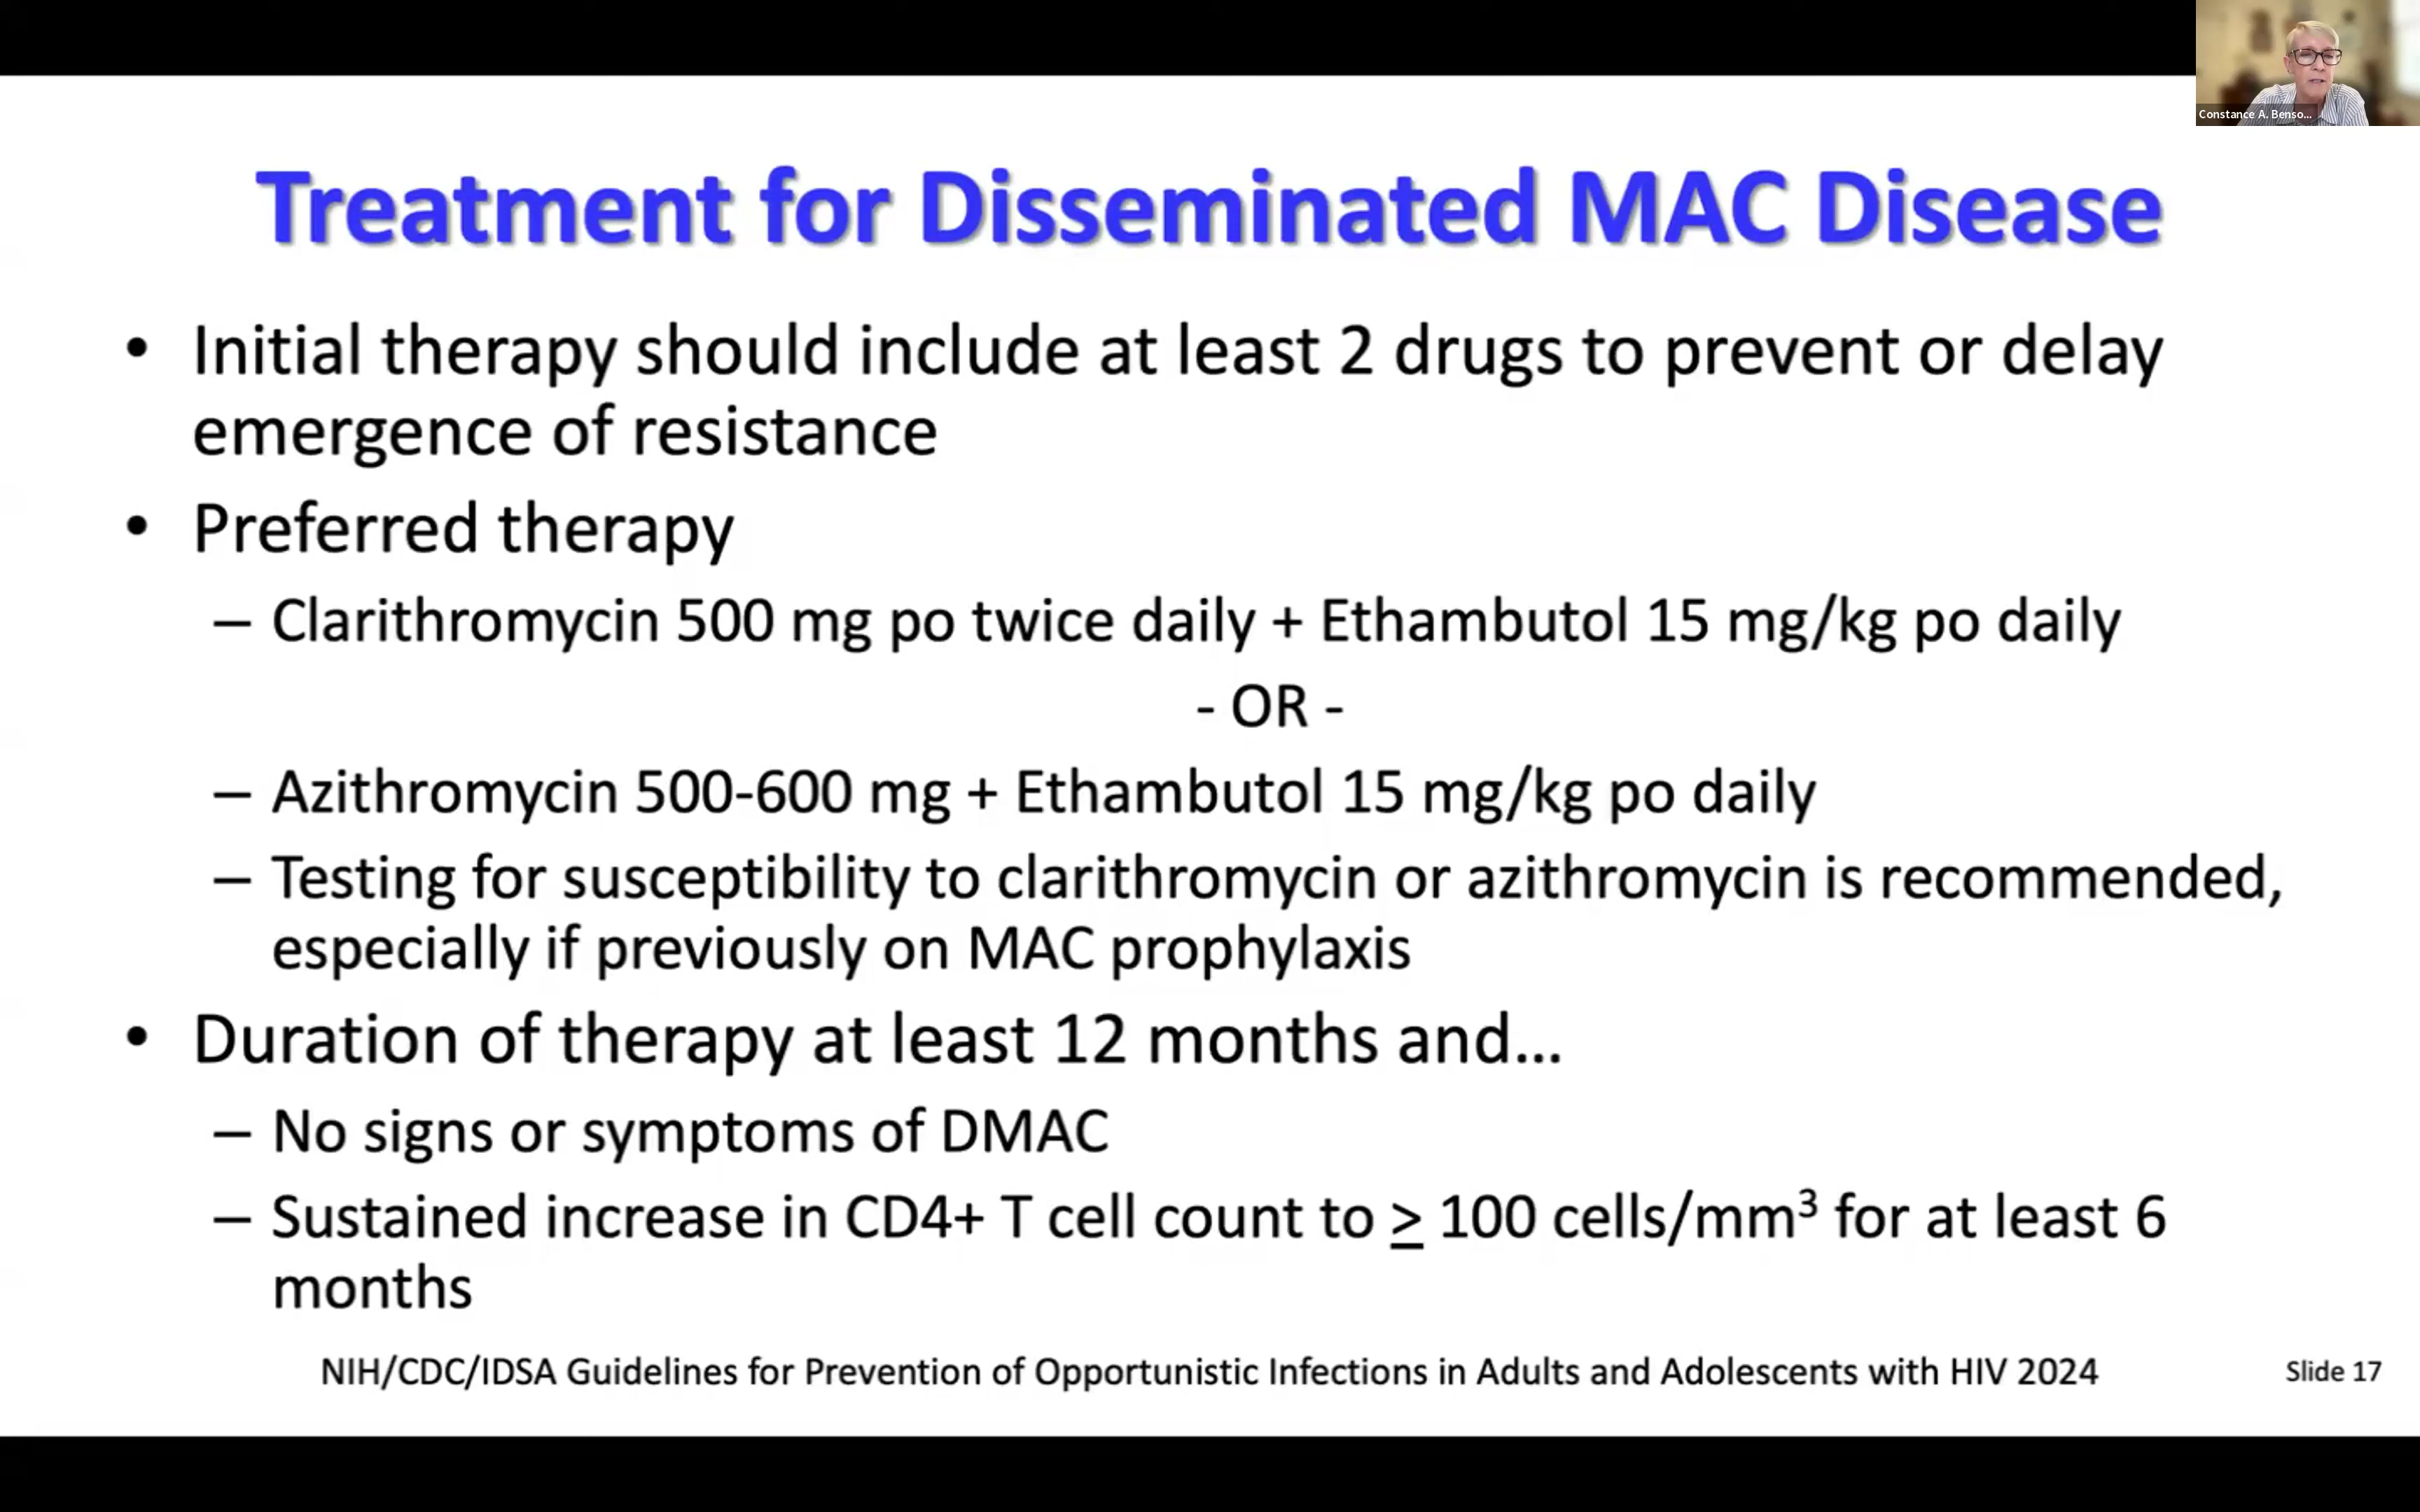 Constance A. Benso...
Treatment for Disseminated MAC Disease
• Initial therapy should include at least 2 drugs to prevent or delay
emergence of resistance
• Preferred therapy
– Clarithromycin 500 mg po twice daily + Ethambutol 15 mg/kg po daily
- OR -
– Azithromycin 500-600 mg + Ethambutol 15 mg/kg po daily
– Testing for susceptibility to clarithromycin or azithromycin is recommended,
especially if previously on MAC prophylaxis
• Duration of therapy at least 12 months and...
– No signs or symptoms of DMAC
– Sustained increase in CD4+ T cell count to ≥ 100 cells/mm³ for at least 6
months
NIH/CDC/IDSA Guidelines for Prevention of Opportunistic Infections in Adults and Adolescents with HIV 2024
Slide 17